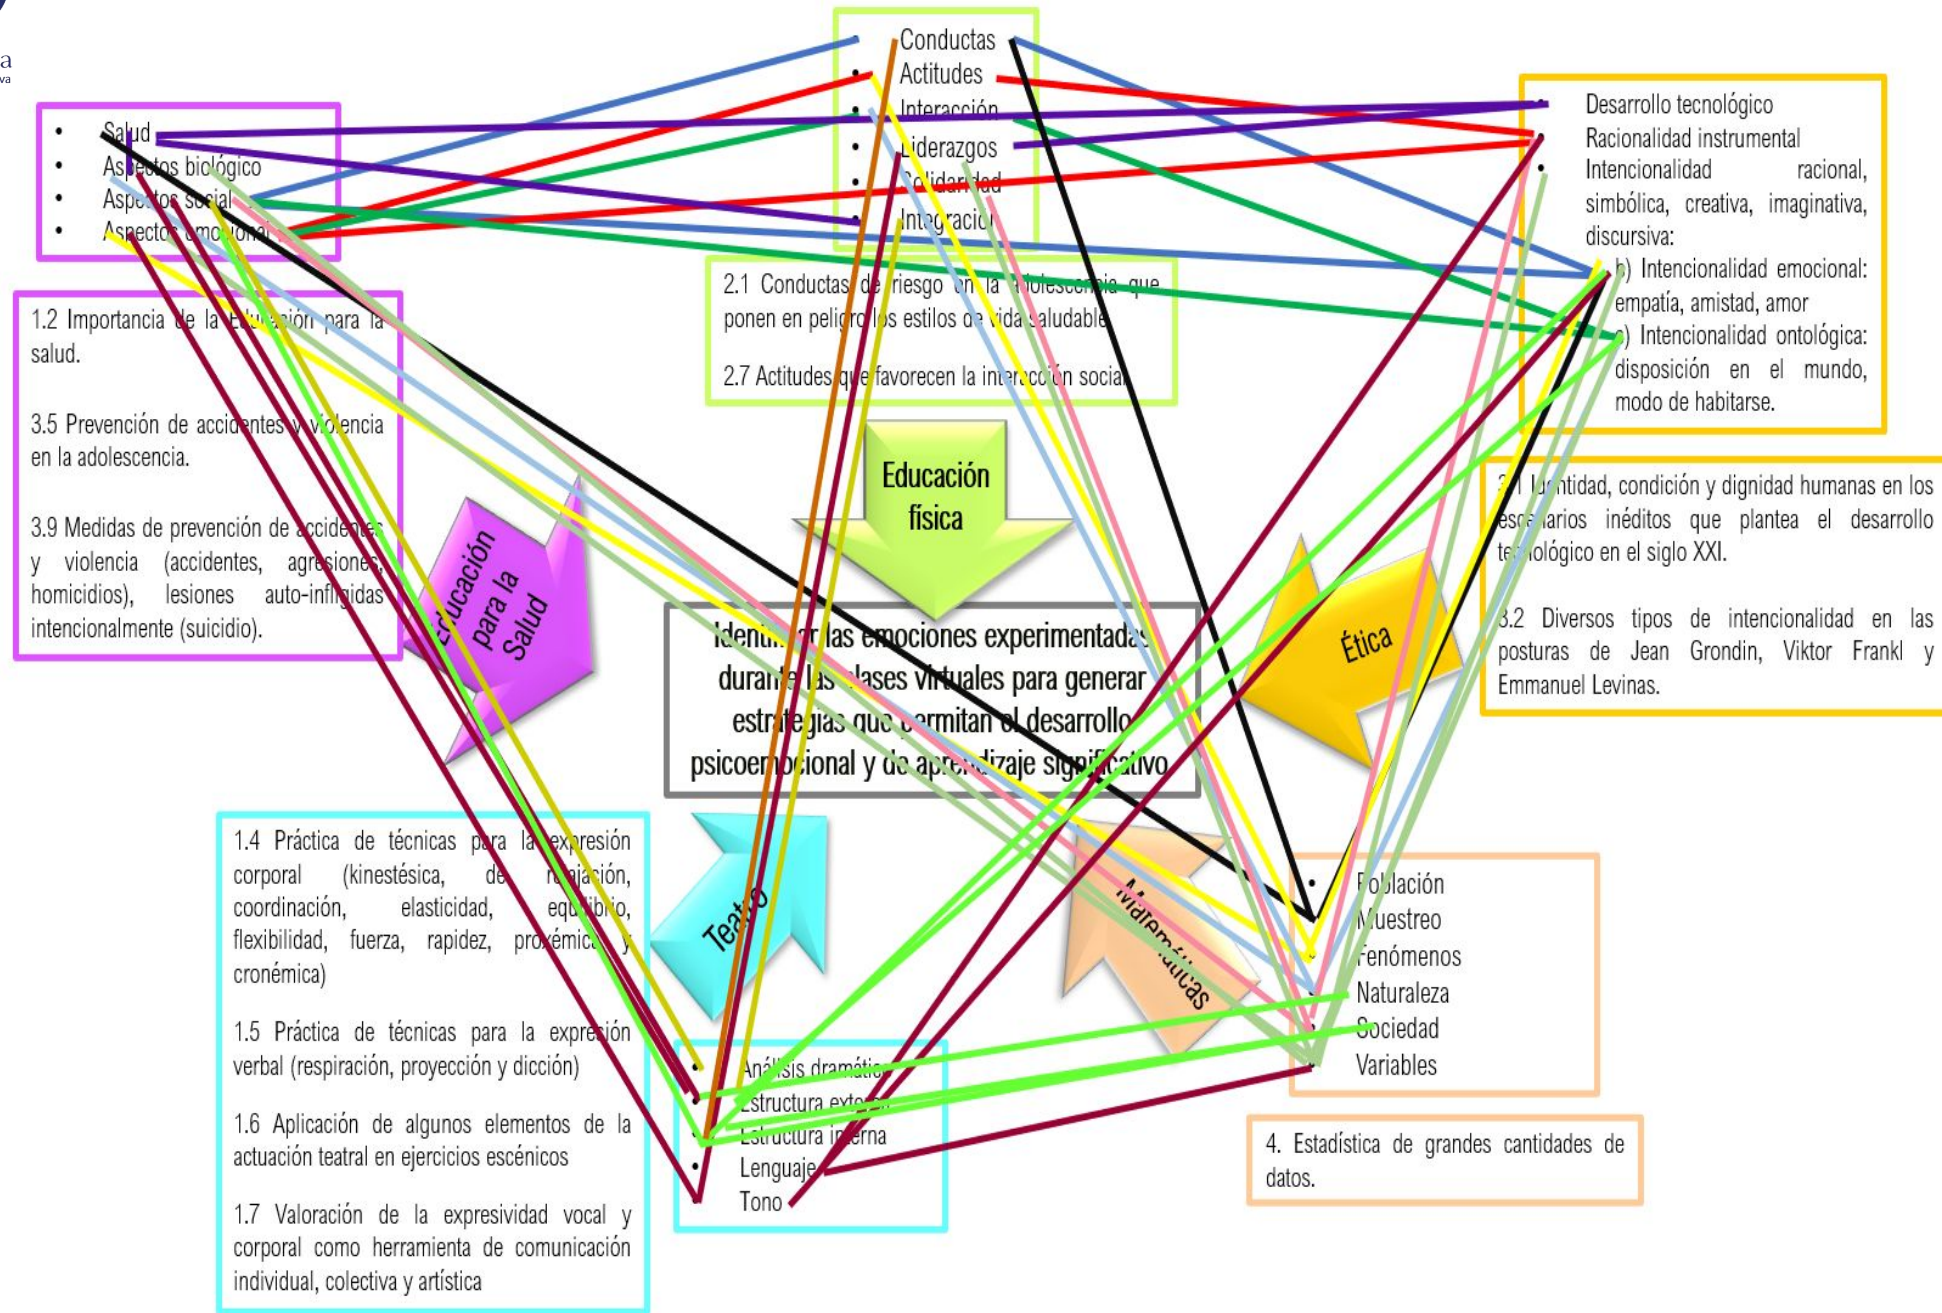 a
va
• Conductas
• Actitudes
• Interacción
• Liderazgos
• Solidaridad
• Integración
• Salud
• Aspectos biológico
• Aspectos social
• Aspectos emocional
• Desarrollo tecnológico
• Racionalidad instrumental
• Intencionalidad racional,
simbólica, creativa, imaginativa,
discursiva:
b) Intencionalidad emocional:
empatía, amistad, amor
c) Intencionalidad ontológica:
disposición en el mundo,
modo de habitarse.
1.2 Importancia de la Educación para la
salud.
3.5 Prevención de accidentes y violencia
en la adolescencia.
3.9 Medidas de prevención de accidentes
y violencia (accidentes, agresiones,
homicidios), lesiones auto-infligidas
intencionalmente (suicidio).
2.1 Conductas de riesgo en la adolescencia que
ponen en peligro los estilos de vida saludable
2.7 Actitudes que favorecen la interacción social
3.1 Identidad, condición y dignidad humanas en los
escenarios inéditos que plantea el desarrollo
tecnológico en el siglo XXI.
3.2 Diversos tipos de intencionalidad en las
posturas de Jean Grondin, Viktor Frankl y
Emmanuel Levinas.
Educación
física
Educación
para la
Salud
Ética
Identificar las emociones experimentadas
durante las clases virtuales para generar
estrategias que permitan el desarrollo
psicoemocional y de aprendizaje significativo
Teatro
Matemáticas
1.4 Práctica de técnicas para la expresión
corporal (kinestésica, de relajación,
coordinación, elasticidad, equilibrio,
flexibilidad, fuerza, rapidez, proxémica y
cronémica)
1.5 Práctica de técnicas para la expresión
verbal (respiración, proyección y dicción)
1.6 Aplicación de algunos elementos de la
actuación teatral en ejercicios escénicos
1.7 Valoración de la expresividad vocal y
corporal como herramienta de comunicación
individual, colectiva y artística
• Análisis dramático
• Estructura externa
• Estructura interna
• Lenguaje
• Tono
• Población
• Muestreo
• Fenómenos
• Naturaleza
• Sociedad
• Variables
4. Estadística de grandes cantidades de
datos.